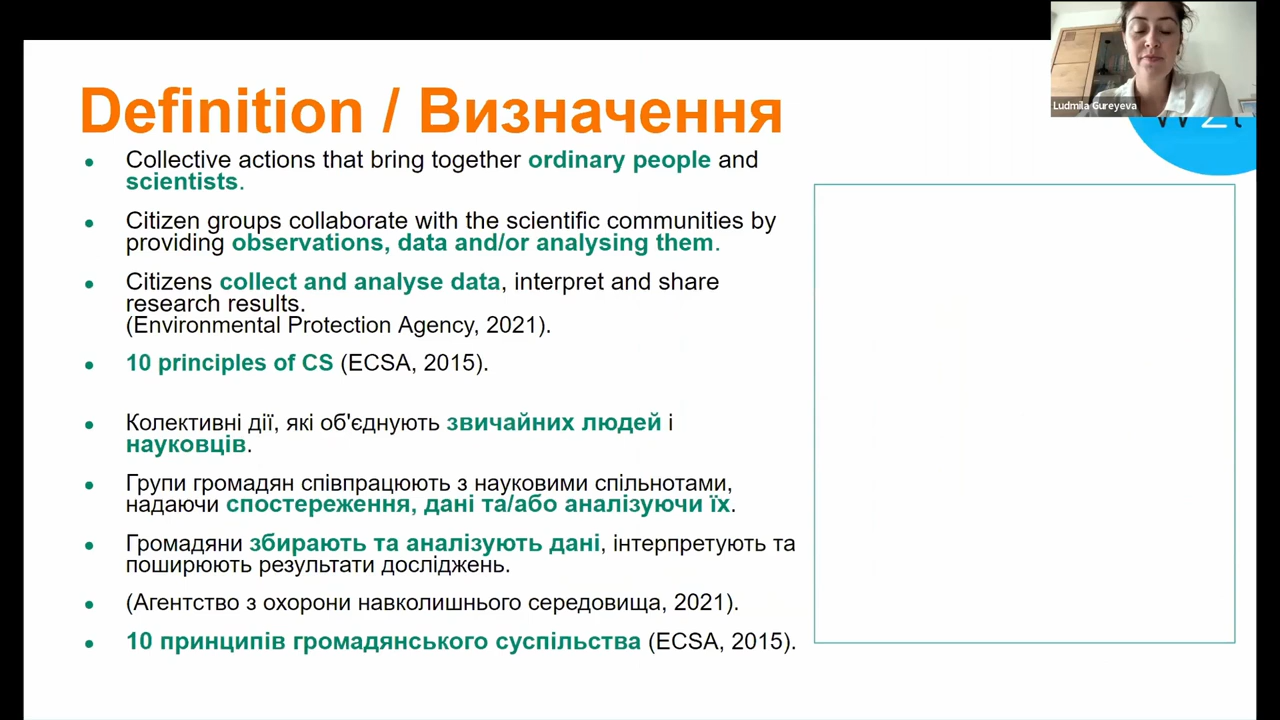 Definition / Визначення
Ludmila Gureyeva
Collective actions that bring together ordinary people and
scientists.
Citizen groups collaborate with the scientific communities by
providing observations, data and/or analysing them.
Citizens collect and analyse data, interpret and share
research results.
(Environmental Protection Agency, 2021).
10 principles of CS (ECSA, 2015).
Колективні дії, які об'єднують звичайних людей і
науковців.
Групи громадян співпрацюють з науковими спільнотами,
надаючи спостереження, дані та/або аналізуючи їх.
Громадяни збирають та аналізують дані, інтерпретують та
поширюють результати досліджень.
(Агентство з охорони навколишнього середовища, 2021).
10 принципів громадянського суспільства (ECSA, 2015).